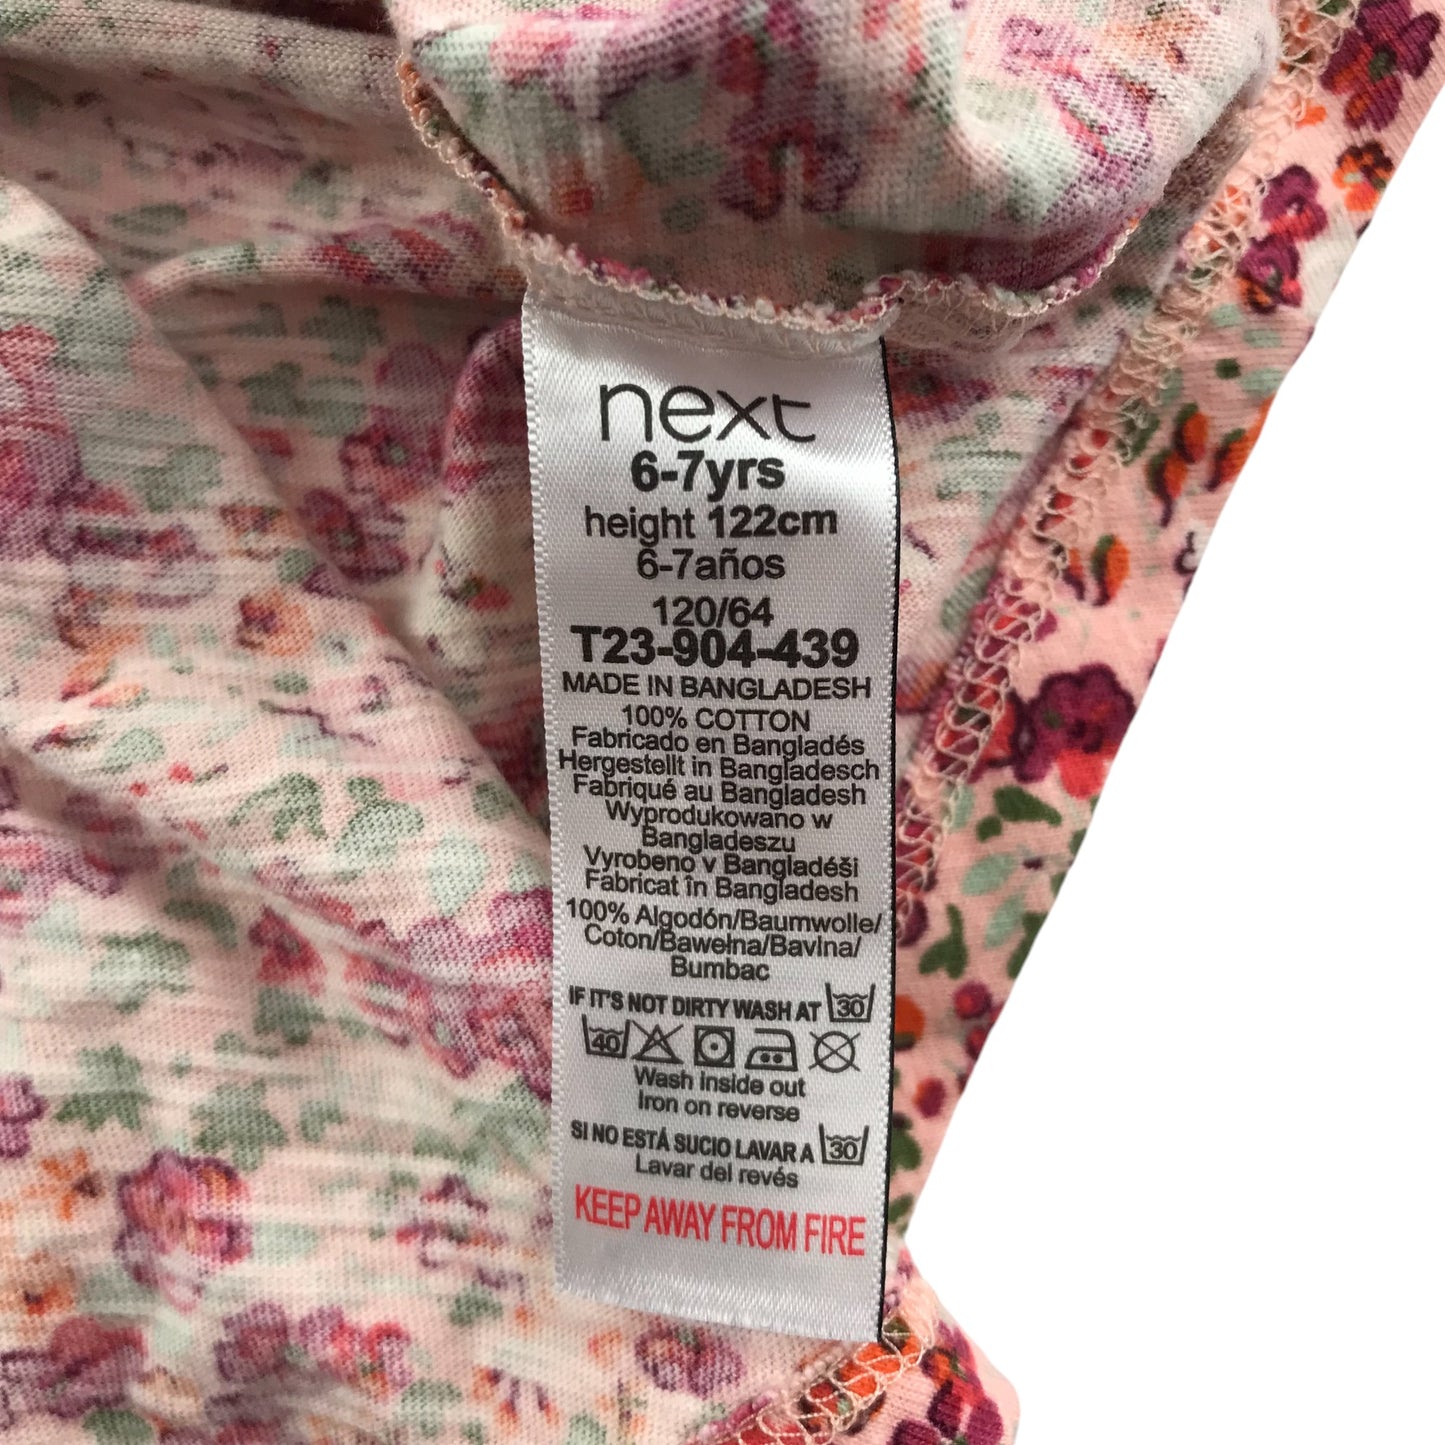 next
6-7yrs
height 122cm
6-7años
120/64
T23-904-439
MADE IN BANGLADESH
100% COTTON
Fabricado en Bangladés
Hergestellt in Bangladesch
Fabriqué au Bangladesh
Wyprodukowano w
Bangladeszu
Vyrobeno v Bangladéši
Fabricat în Bangladesh
100% Algodón/Baumwolle/
Coton/Bawełna/Bavlna/
Bumbac
IF IT'S NOT DIRTY WASH AT 30
40
Wash inside out
Iron on reverse
SI NO ESTÁ SUCIO LAVAR A 30
Lavar del revés
KEEP AWAY FROM FIRE